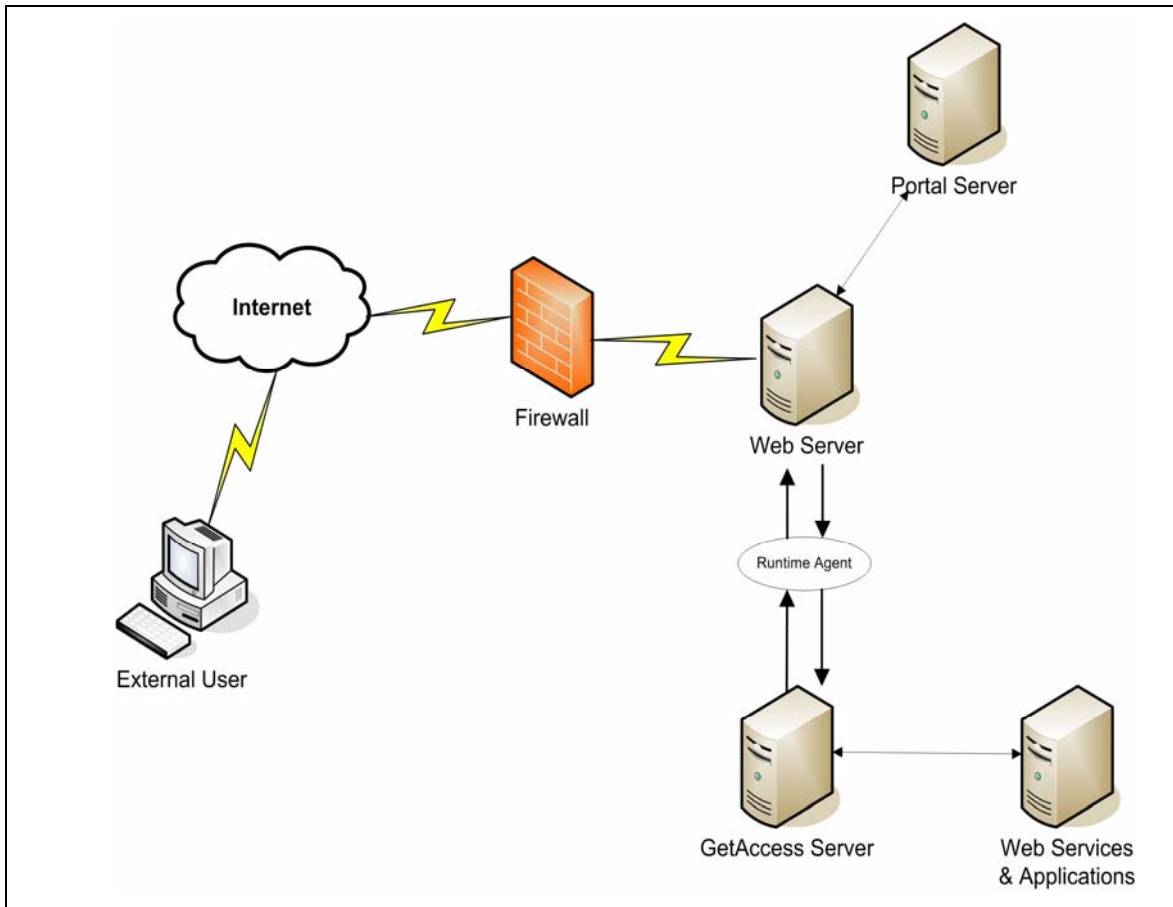 Portal Server
Internet
Firewall
Web Server
Runtime Agent
External User
GetAccess Server
Web Services
& Applications